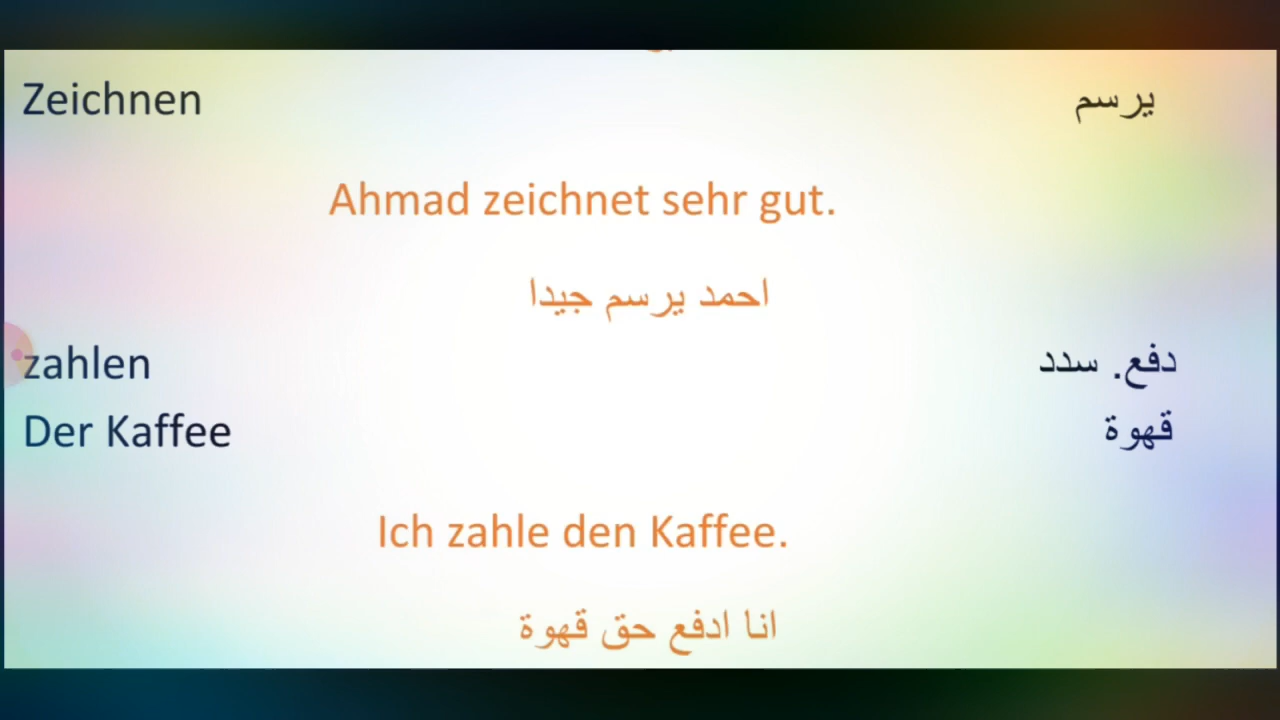 Zeichnen يرسم
Ahmad zeichnet sehr gut.
احمد يرسم جيدا
zahlen دفع. سدد
Der Kaffee قهوة
Ich zahle den Kaffee.
انا ادفع حق قهوة